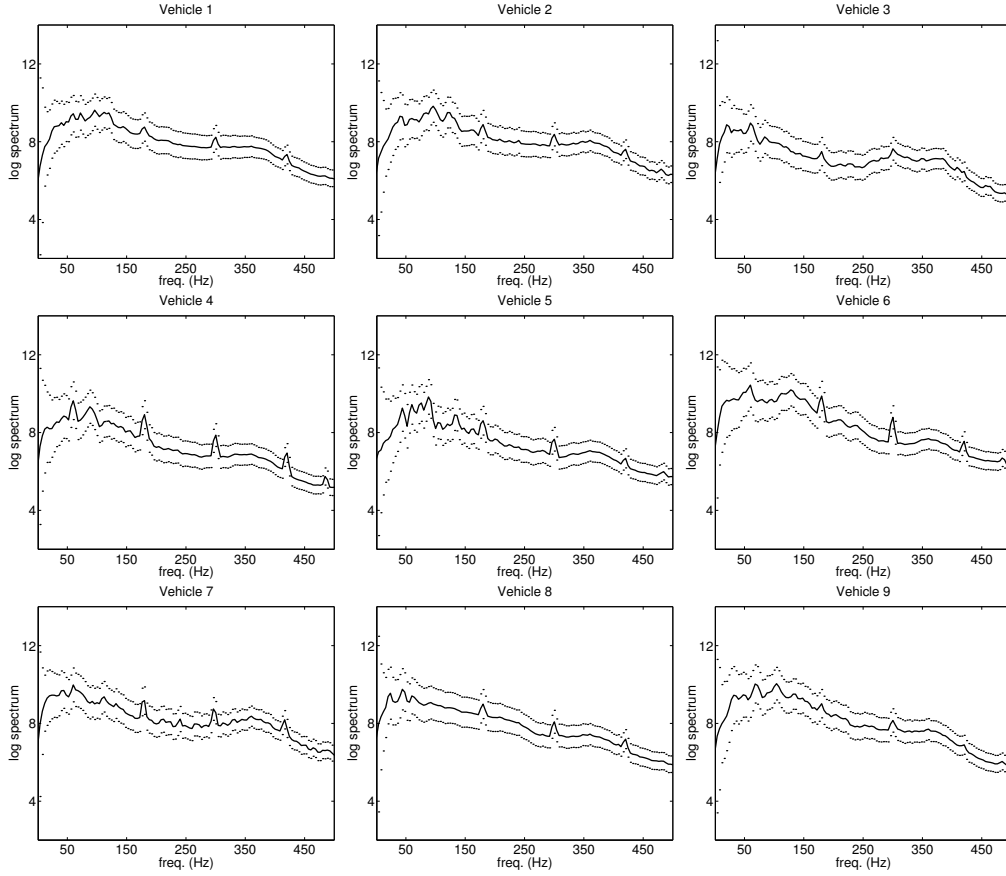 Vehicle 1
12
8
4
log spectrum
50 150 250 350 450
freq. (Hz)
Vehicle 2
12
8
4
log spectrum
50 150 250 350 450
freq. (Hz)
Vehicle 3
12
8
4
log spectrum
50 150 250 350 450
freq. (Hz)
Vehicle 4
12
8
4
log spectrum
50 150 250 350 450
freq. (Hz)
Vehicle 5
12
8
4
log spectrum
50 150 250 350 450
freq. (Hz)
Vehicle 6
12
8
4
log spectrum
50 150 250 350 450
freq. (Hz)
Vehicle 7
12
8
4
log spectrum
50 150 250 350 450
freq. (Hz)
Vehicle 8
12
8
4
log spectrum
50 150 250 350 450
freq. (Hz)
Vehicle 9
12
8
4
log spectrum
50 150 250 350 450
freq. (Hz)